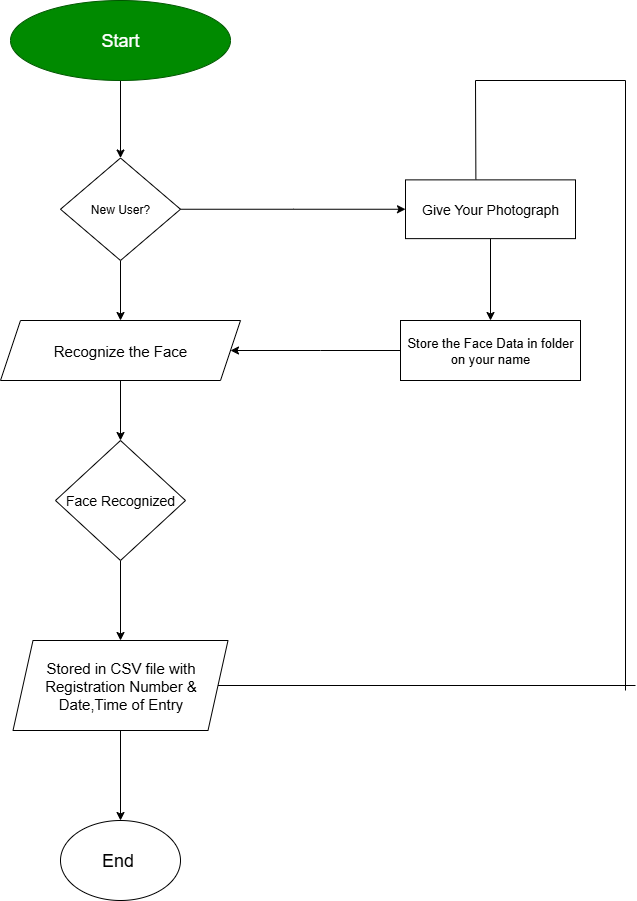 Start
New User?
Give Your Photograph
Recognize the Face
Store the Face Data in folder
on your name
Face Recognized
Stored in CSV file with
Registration Number &
Date,Time of Entry
End